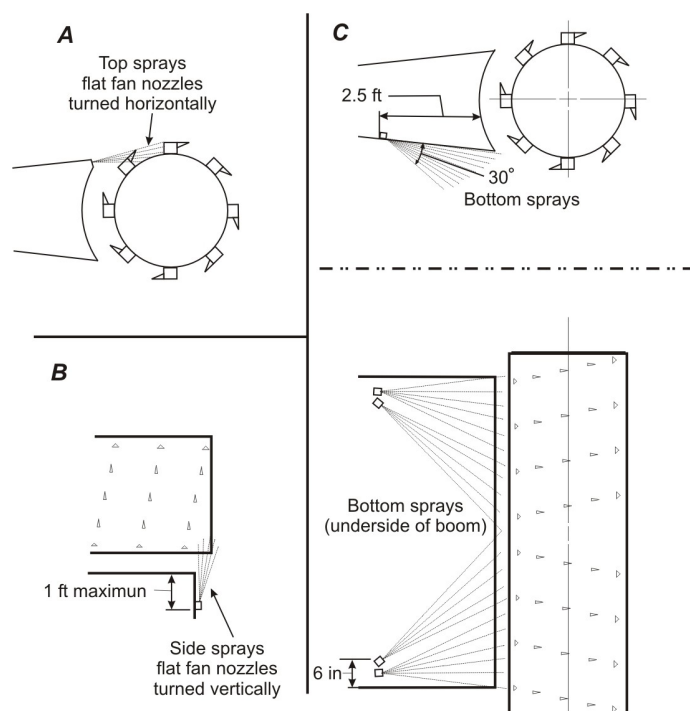 A
Top sprays
flat fan nozzles
turned horizontally
B
1 ft maximun
Side sprays
flat fan nozzles
turned vertically
C
2.5 ft
30°
Bottom sprays
Bottom sprays
(underside of boom)
6 in